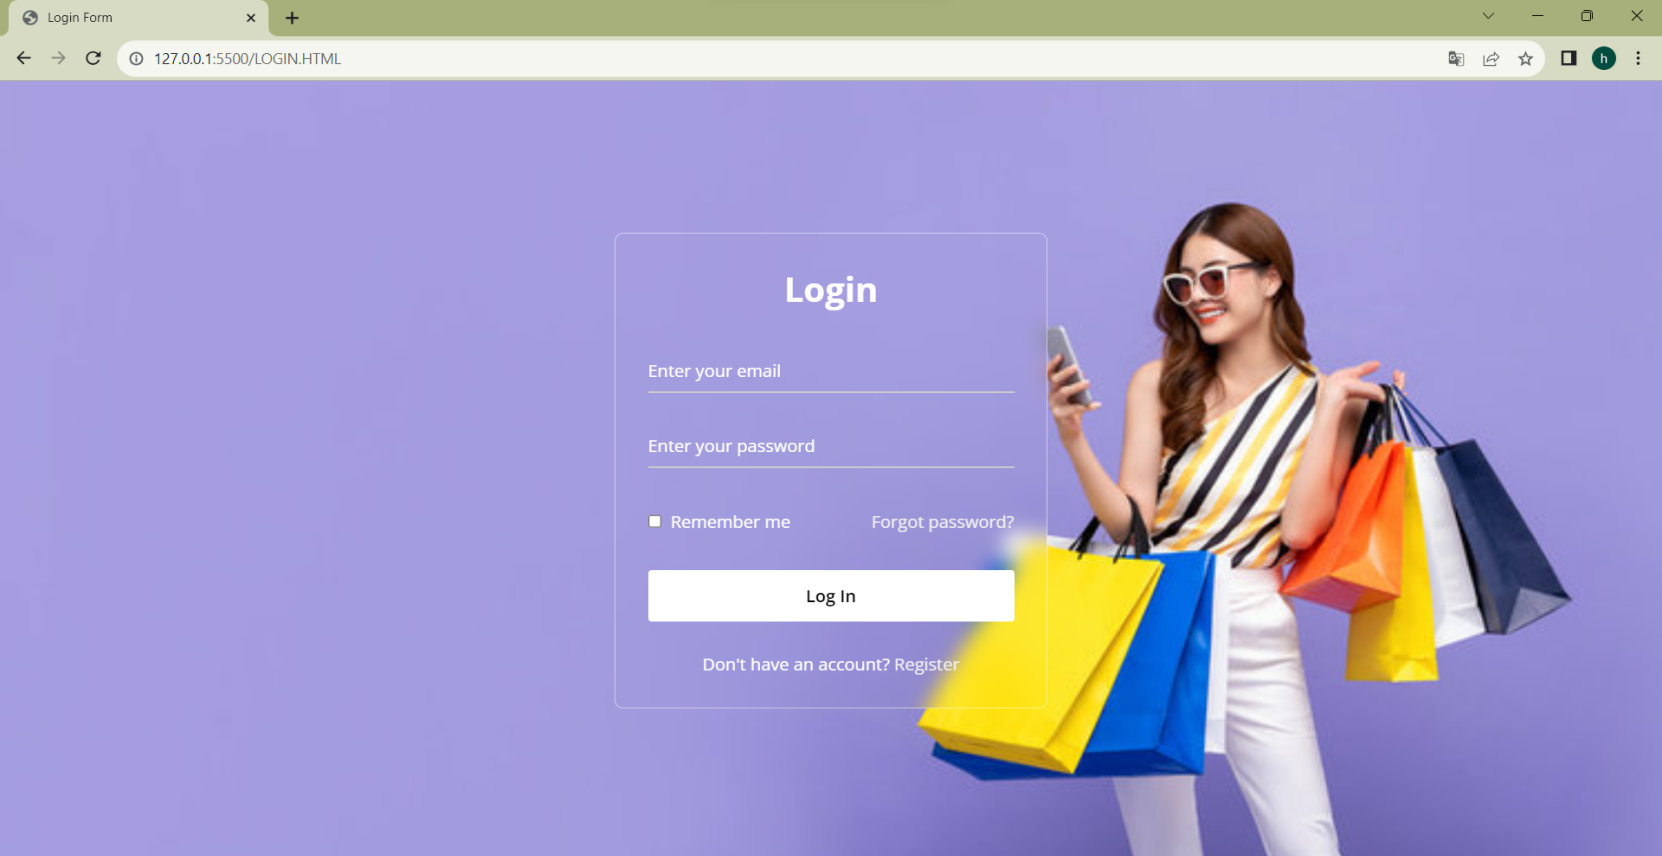 Login Form
127.0.0.1:5500/LOGIN.HTML
h
Login
Enter your email
Enter your password
Remember me Forgot password?
Log In
Don't have an account? Register